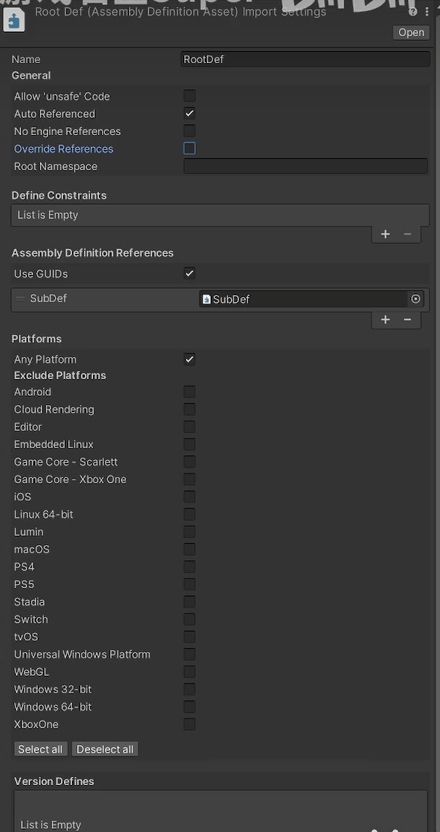 Root Def (Assembly Definition Asset) Import Settings
Open
Name RootDef
General
Allow 'unsafe' Code
Auto Referenced
No Engine References
Override References
Root Namespace
Define Constraints
List is Empty
Assembly Definition References
Use GUIDs
SubDef SubDef
Platforms
Any Platform
Exclude Platforms
Android
Cloud Rendering
Editor
Embedded Linux
Game Core - Scarlett
Game Core - Xbox One
iOS
Linux 64-bit
Lumin
macOS
PS4
PS5
Stadia
Switch
tvOS
Universal Windows Platform
WebGL
Windows 32-bit
Windows 64-bit
XboxOne
Select all Deselect all
Version Defines
List is Empty